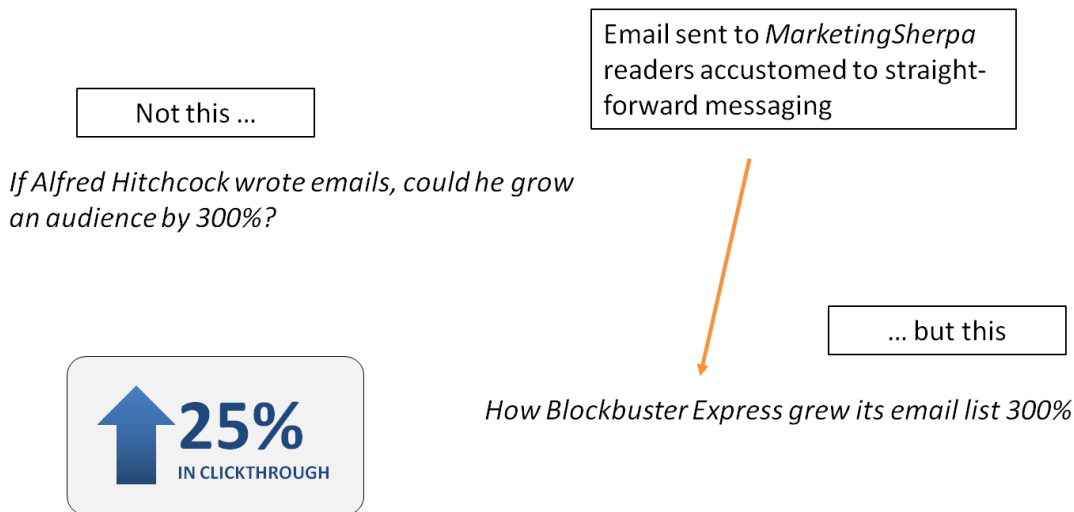 Email sent to MarketingSherpa
readers accustomed to straight-
forward messaging
Not this ...
If Alfred Hitchcock wrote emails, could he grow
an audience by 300%?
... but this
How Blockbuster Express grew its email list 300%
25%
IN CLICKTHROUGH